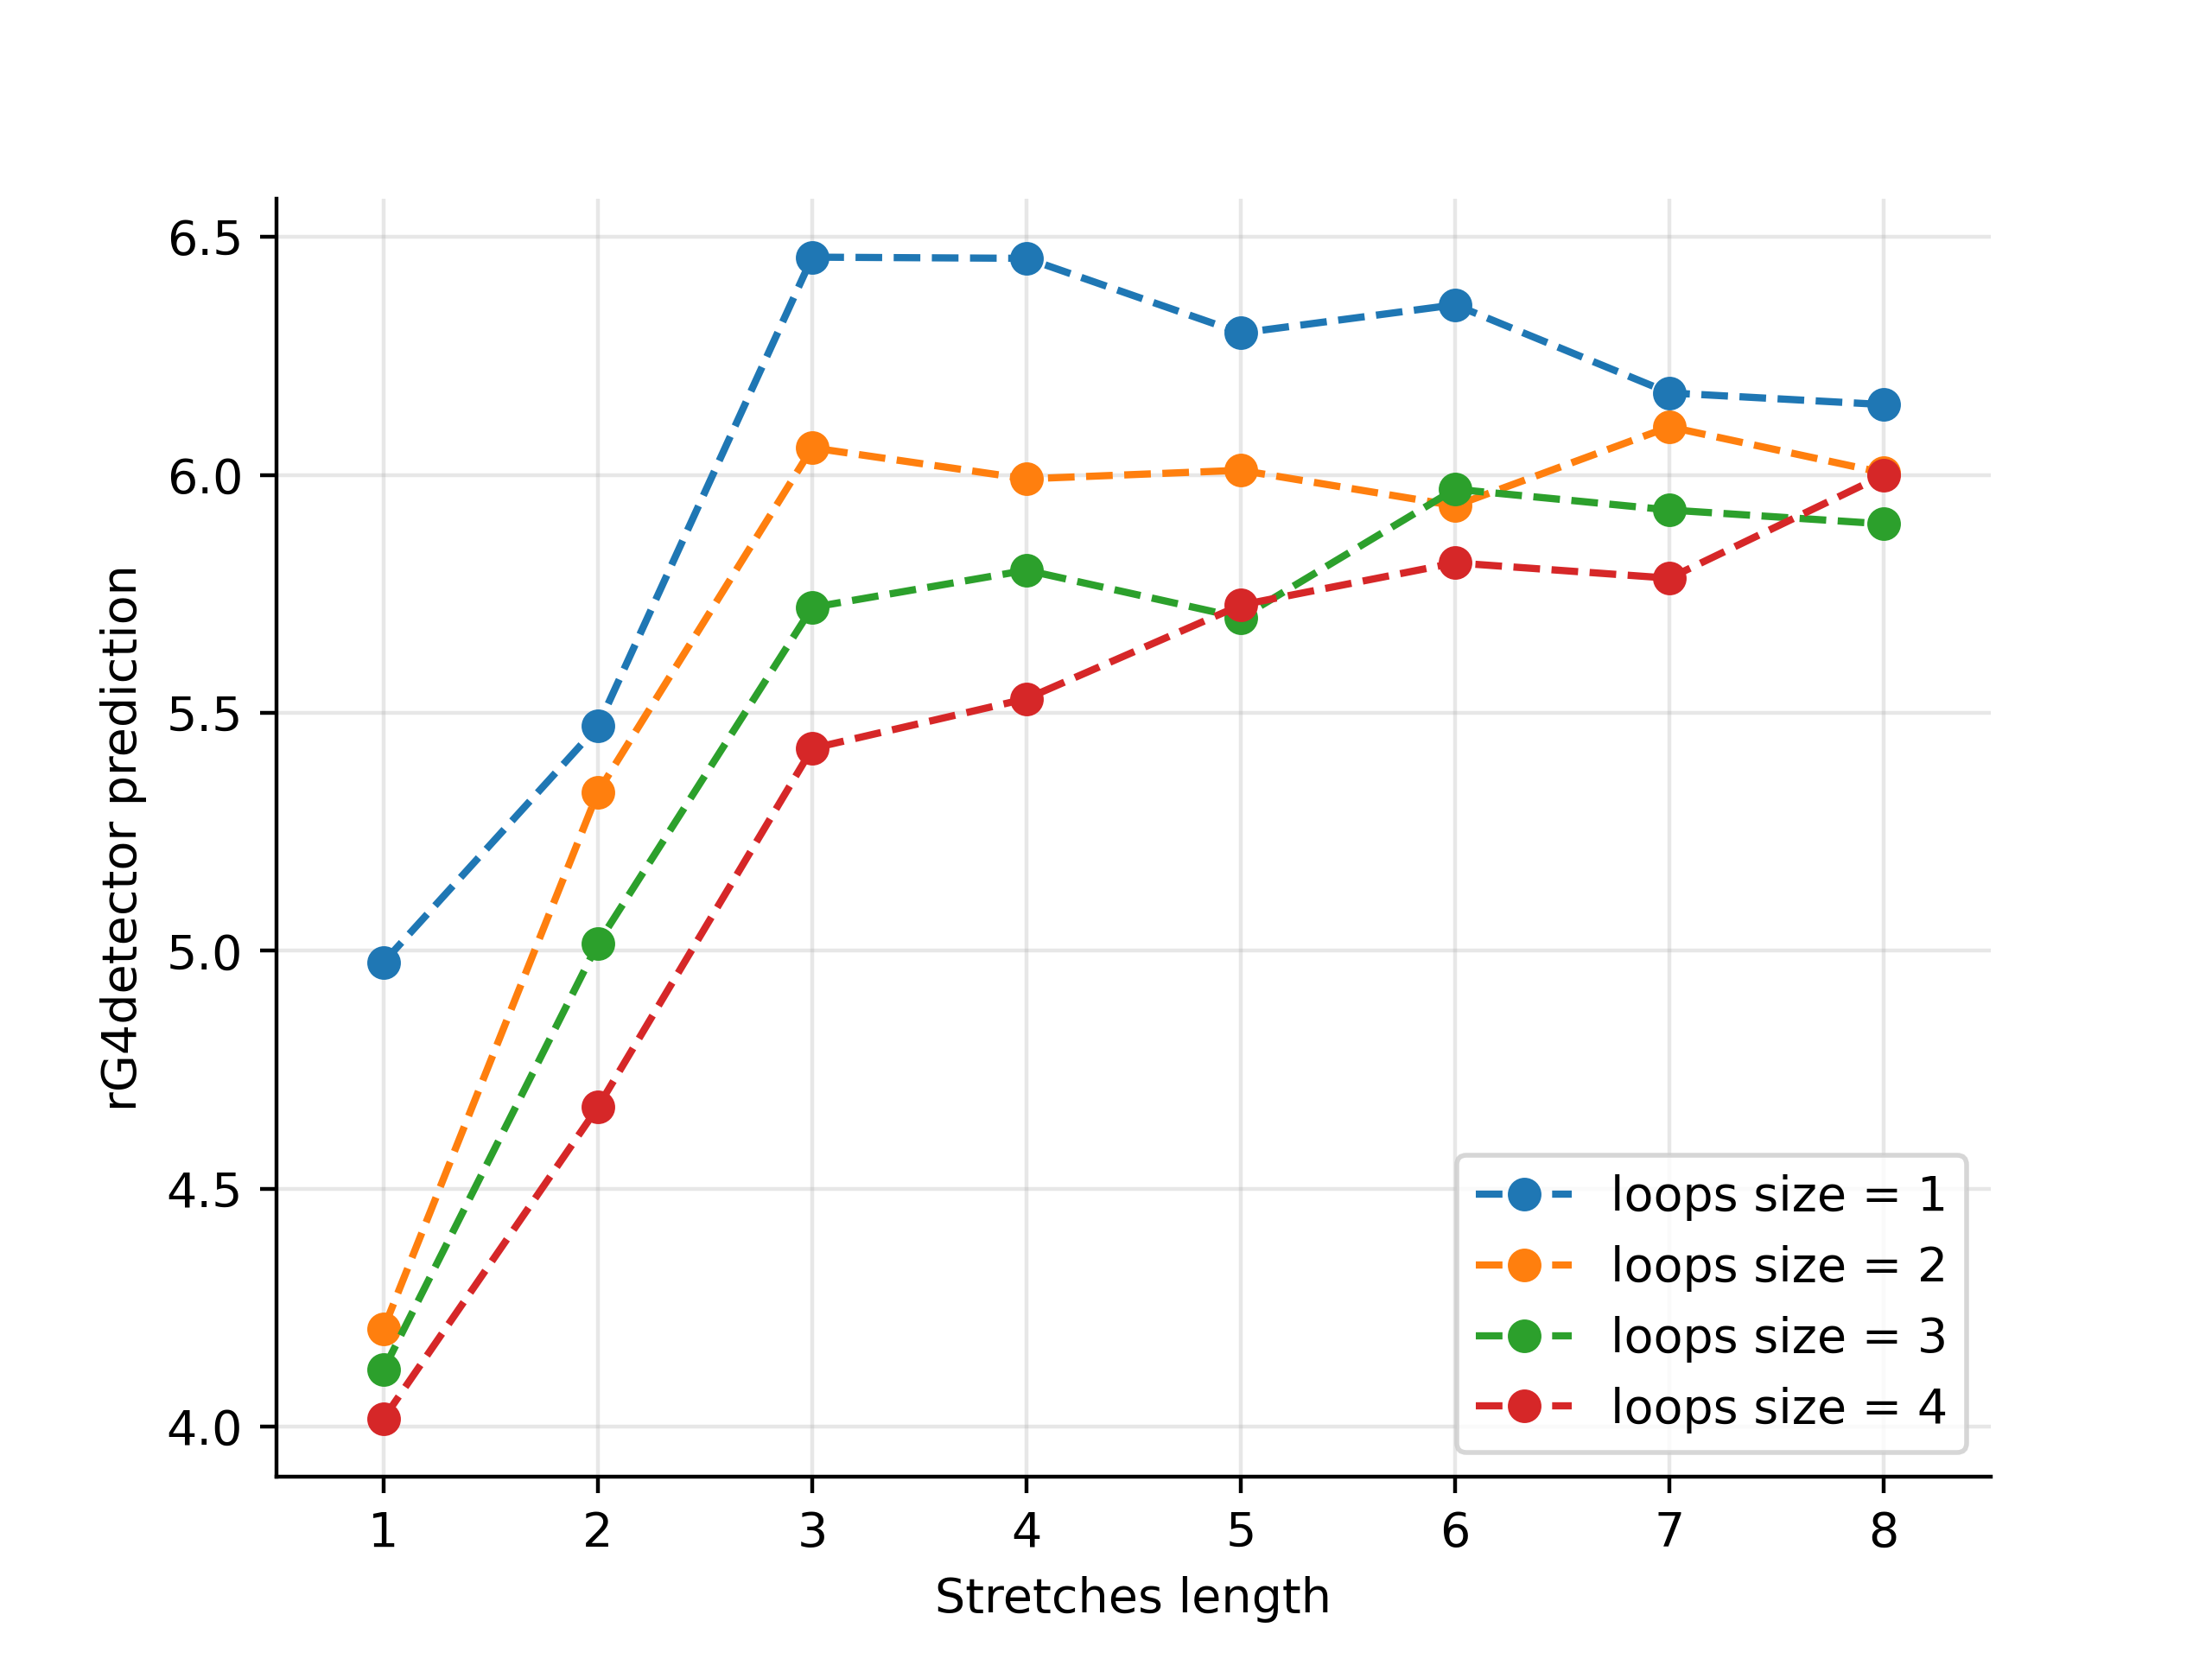 6.5
6.0
5.5
5.0
4.5
4.0
rG4detector prediction
1 2 3 4 5 6 7 8
Stretches length
loops size = 1
loops size = 2
loops size = 3
loops size = 4